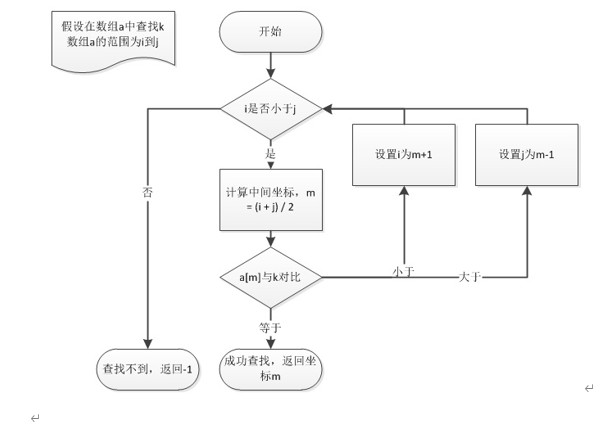 假设在数组a中查找k
数组a的范围为i到j
开始
i是否小于j
是
否
设置i为m+1
设置j为m-1
计算中间坐标，m
= (i + j) / 2
a[m]与k对比
小于
大于
等于
查找不到，返回-1
成功查找，返回坐
标m